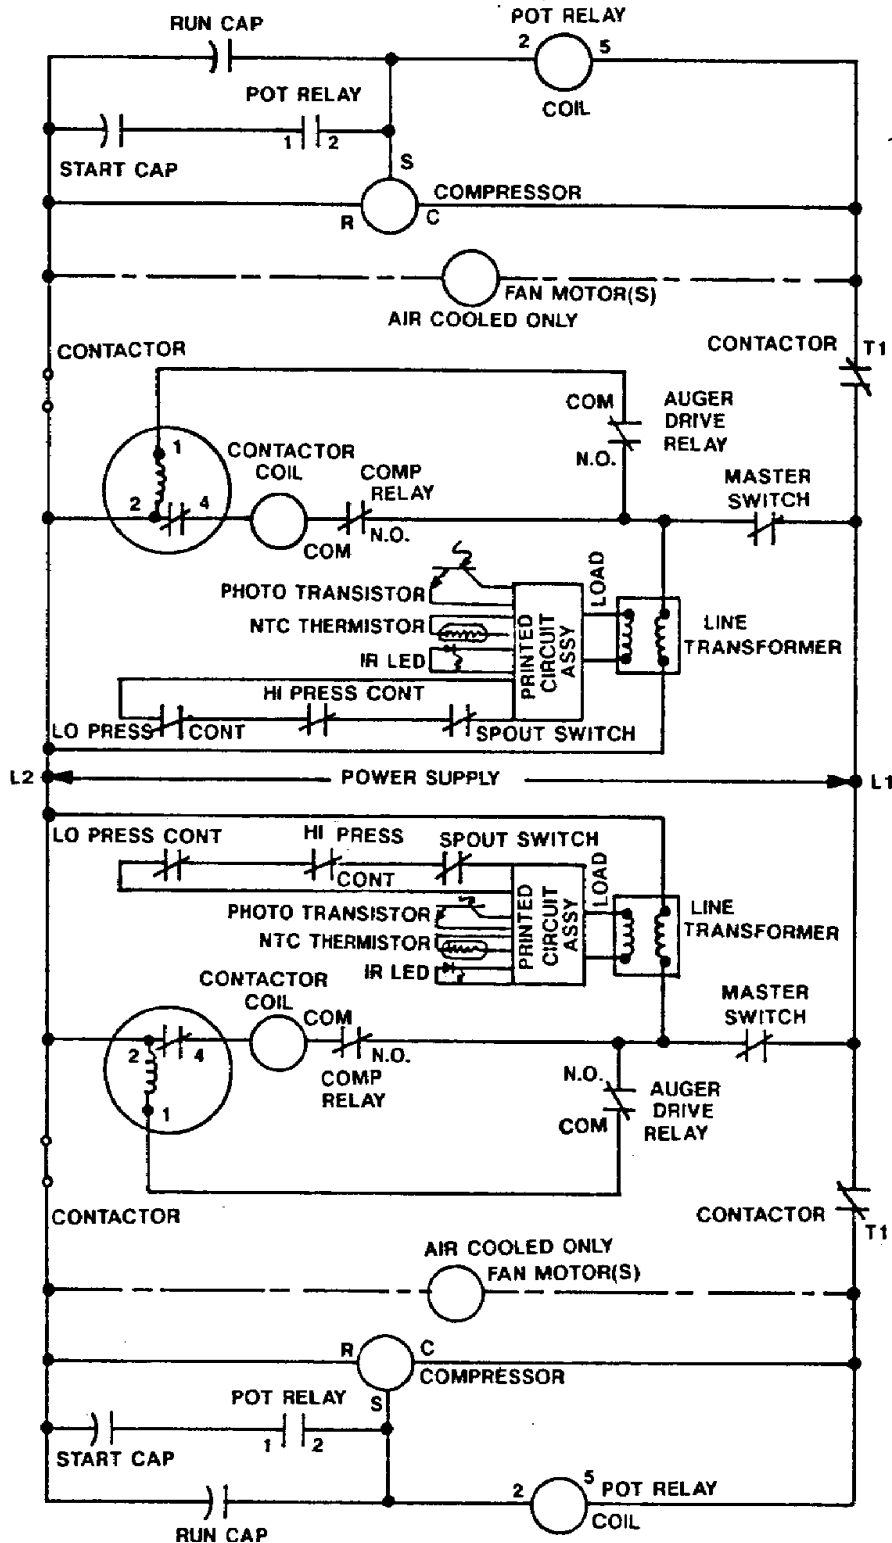 RUN CAP
POT RELAY
2
5
COIL
POT RELAY
1
2
START CAP
S
COMPRESSOR
R
C
FAN MOTOR(S)
AIR COOLED ONLY
CONTACTOR
CONTACTOR
T1
COM
AUGER
DRIVE
RELAY
N.O.
1
CONTACTOR
COIL
COMP
RELAY
MASTER
SWITCH
2
4
COM
N.O.
PHOTO TRANSISTOR
NTC THERMISTOR
IR LED
PRINTED
CIRCUIT
ASSY
LOAD
LINE
TRANSFORMER
HI PRESS CONT
LO PRESS CONT
SPOUT SWITCH
L2
POWER SUPPLY
L1
LO PRESS CONT
HI PRESS
CONT
SPOUT SWITCH
PHOTO TRANSISTOR
NTC THERMISTOR
IR LED
PRINTED
CIRCUIT
ASSY
LOAD
LINE
TRANSFORMER
CONTACTOR
COIL
COM
MASTER
SWITCH
2
4
N.O.
COMP
RELAY
1
N.O.
COM
AUGER
DRIVE
RELAY
CONTACTOR
CONTACTOR
T1
AIR COOLED ONLY
FAN MOTOR(S)
R
C
COMPRESSOR
S
POT RELAY
1
2
START CAP
RUN CAP
2
5
POT RELAY
COIL